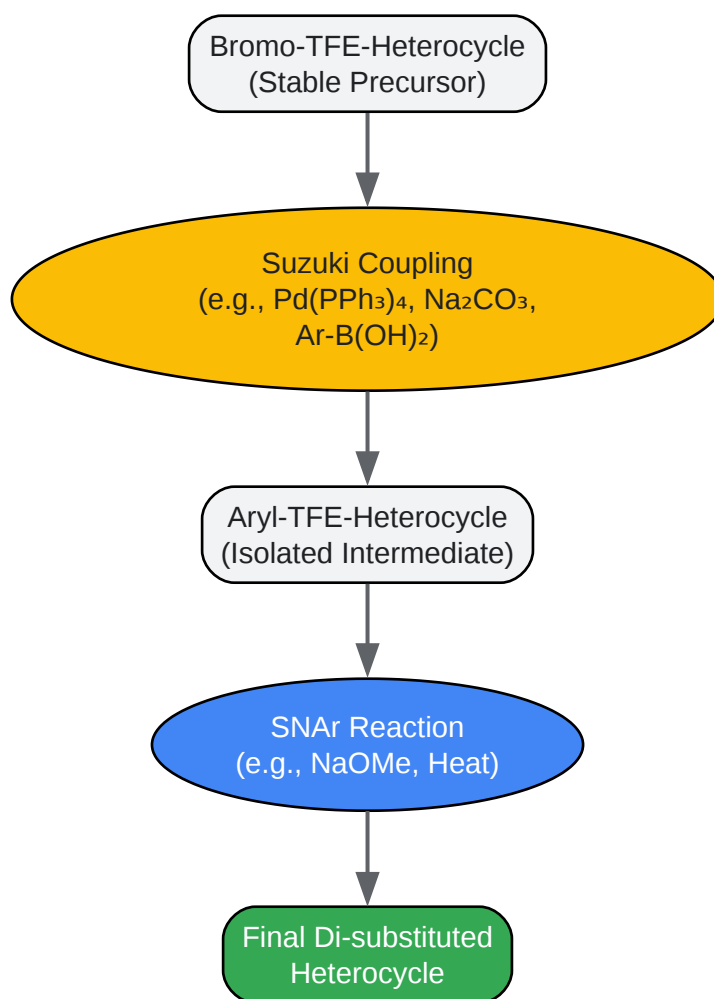 Bromo-TFE-Heterocycle
(Stable Precursor)
Suzuki Coupling
(e.g., Pd(PPh₃)₄, Na₂CO₃,
Ar-B(OH)₂)
Aryl-TFE-Heterocycle
(Isolated Intermediate)
SNAr Reaction
(e.g., NaOMe, Heat)
Final Di-substituted
Heterocycle